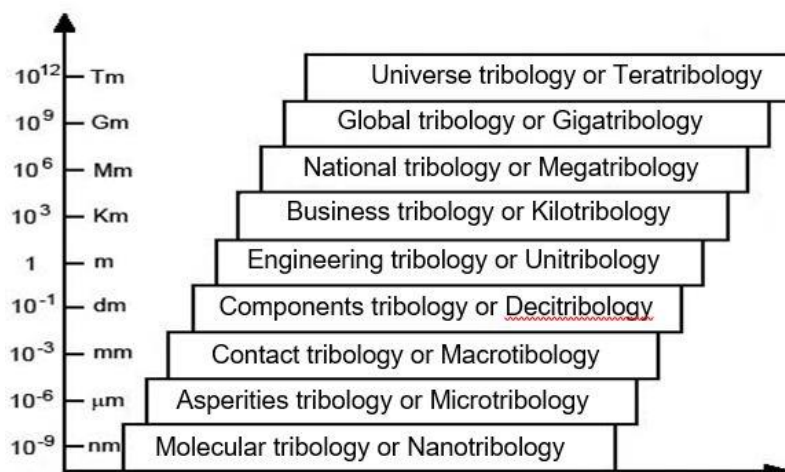 10¹² Tm Universe tribology or Teratribology
10⁹ Gm Global tribology or Gigatribology
10⁶ Mm National tribology or Megatribology
10³ Km Business tribology or Kilotribology
1 m Engineering tribology or Unitribology
10⁻¹ dm Components tribology or Decitribology
10⁻³ mm Contact tribology or Macrotibology
10⁻⁶ μm Asperities tribology or Microtribology
10⁻⁹ nm Molecular tribology or Nanotribology